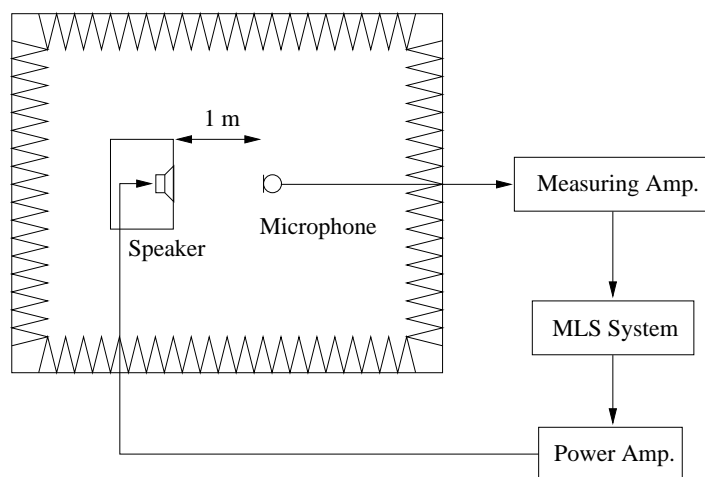 1 m
Measuring Amp.
Microphone
Speaker
MLS System
Power Amp.